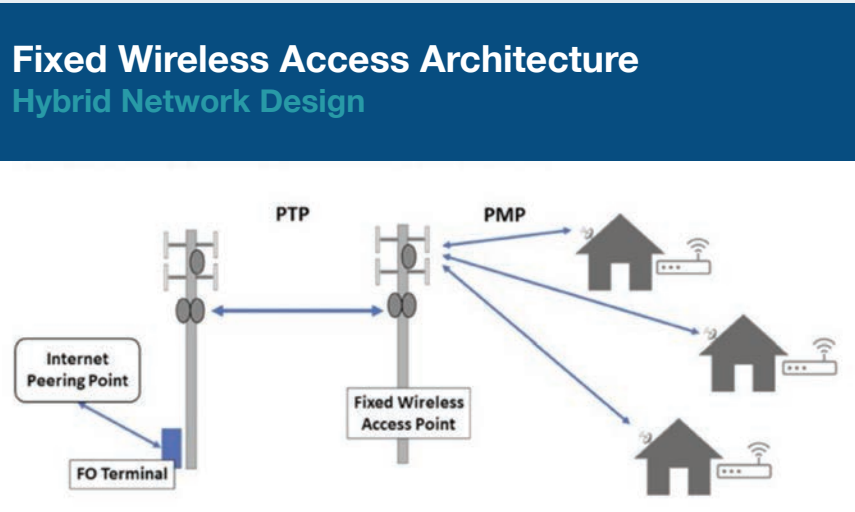 Fixed Wireless Access Architecture
Hybrid Network Design
PTP
PMP
Internet
Peering Point
Fixed Wireless
Access Point
FO Terminal